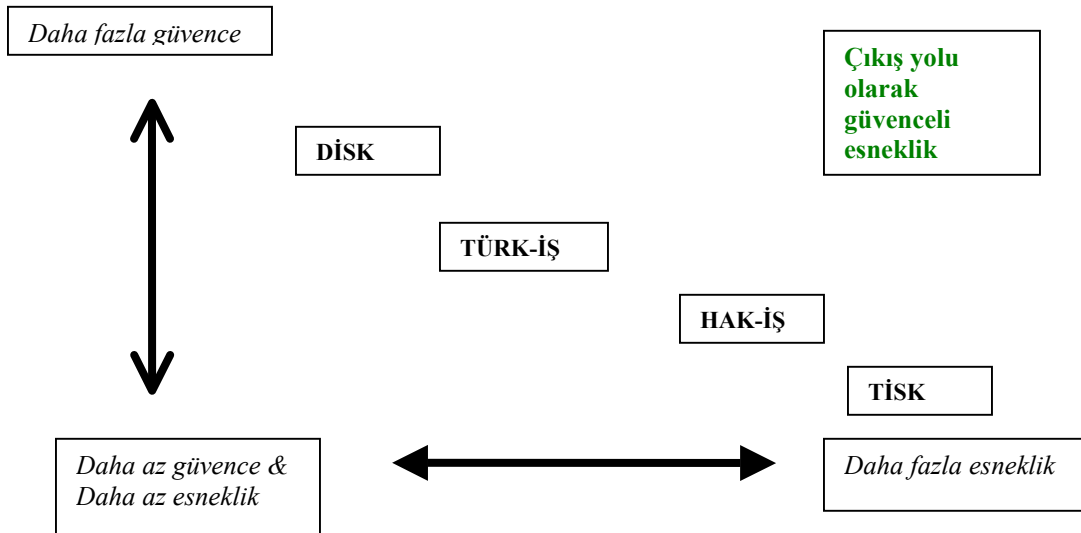 Daha fazla güvence
Çıkış yolu
olarak
güvenceli
esneklik
DİSK
TÜRK-İŞ
HAK-İŞ
TİSK
Daha az güvence &
Daha az esneklik
Daha fazla esneklik